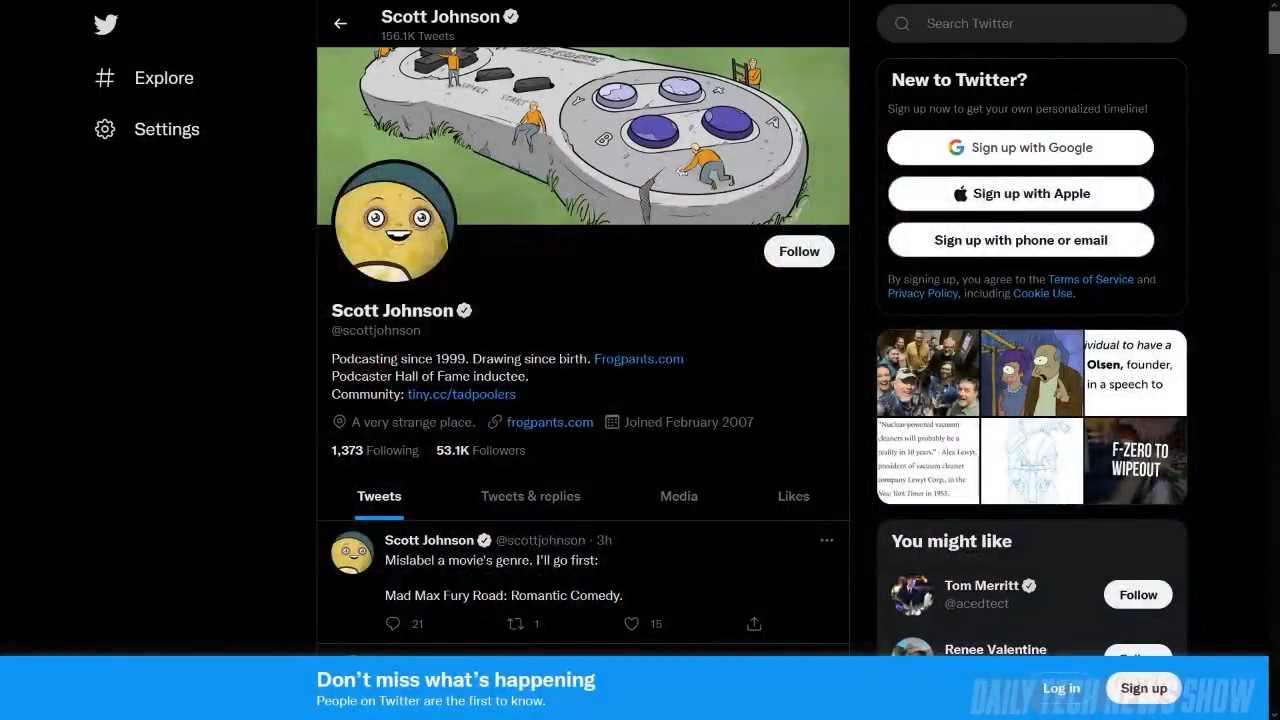 Scott Johnson
156.1K Tweets
Search Twitter
Explore
Settings
SELECT
START
Y
X
B
A
Follow
Scott Johnson
@scottjohnson
Podcasting since 1999. Drawing since birth. Frogpants.com
Podcaster Hall of Fame inductee.
Community: tiny.cc/tadpoolers
A very strange place. frogpants.com Joined February 2007
1,373 Following 53.1K Followers
Tweets Tweets & replies Media Likes
Scott Johnson @scottjohnson · 3h
Mislabel a movie's genre. I'll go first:
Mad Max Fury Road: Romantic Comedy.
21 1 15
New to Twitter?
Sign up now to get your own personalized timeline!
Sign up with Google
Sign up with Apple
Sign up with phone or email
By signing up, you agree to the Terms of Service and
Privacy Policy, including Cookie Use.
ividual to have a
Olsen, founder,
in a speech to
"Nuclear-powered vacuum
cleaners will probably be a
reality in 10 years." - Alex Lewyt,
president of vacuum cleaner
company Lewyt Corp., in the
New York Times in 1955.
F-ZERO TO
WIPEOUT
You might like
Tom Merritt
@acedtect
Follow
Renee Valentine
Don't miss what's happening
People on Twitter are the first to know.
Log in
Sign up
DAILY TECH NEWS SHOW